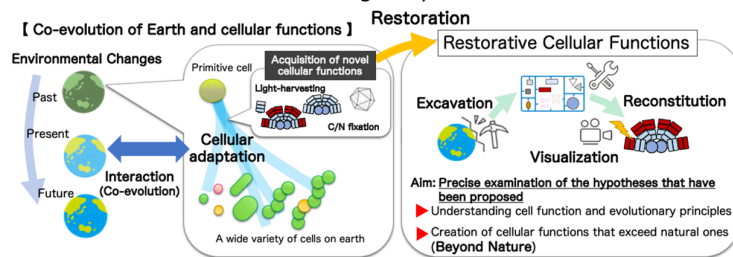 Restoration
【 Co-evolution of Earth and cellular functions 】
Environmental Changes
Past
Present
Future
Interaction
(Co-evolution)
Primitive cell
Acquisition of novel
cellular functions
Light-harvesting
C/N fixation
Cellular
adaptation
A wide variety of cells on earth
Restorative Cellular Functions
Excavation
Reconstitution
Visualization
Aim: Precise examination of the hypotheses that have
been proposed
Understanding cell function and evolutionary principles
Creation of cellular functions that exceed natural ones
(Beyond Nature)